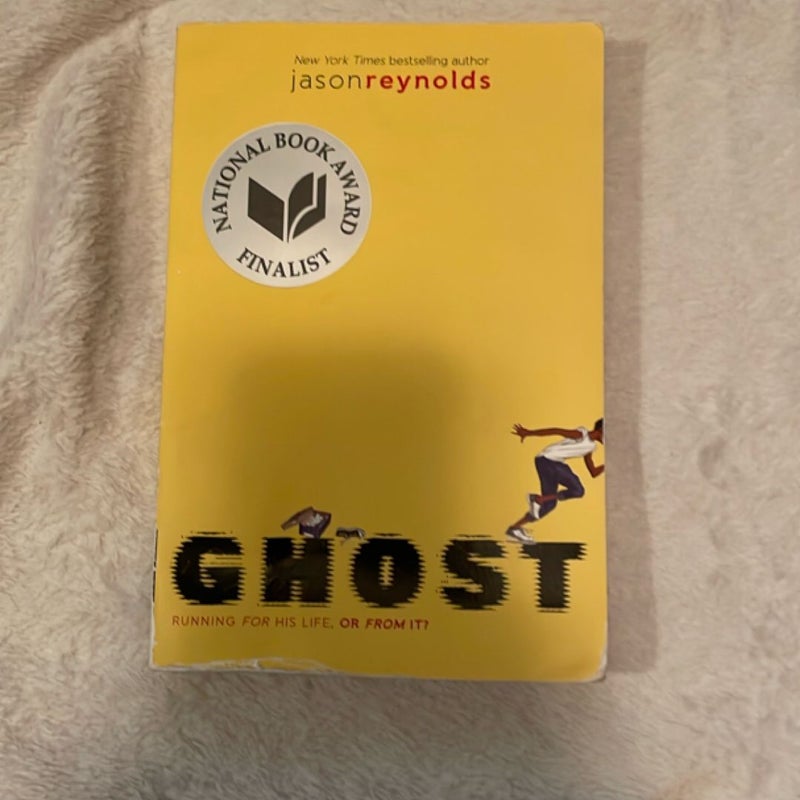 New York Times bestselling author
jasonreynolds
NATIONAL BOOK AWARD
FINALIST
GHOST
RUNNING FOR HIS LIFE, OR FROM IT?